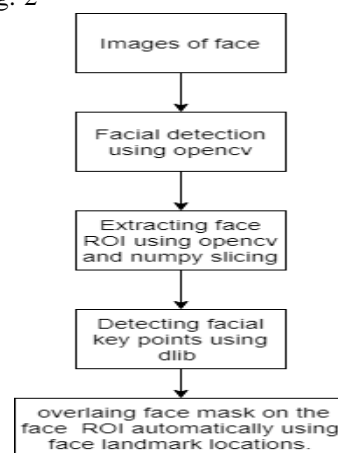 g. 2
Images of face
Facial detection
using opencv
Extracting face
ROI using opencv
and numpy slicing
Detecting facial
key points using
dlib
overlaing face mask on the
face ROI automatically using
face landmark locations.